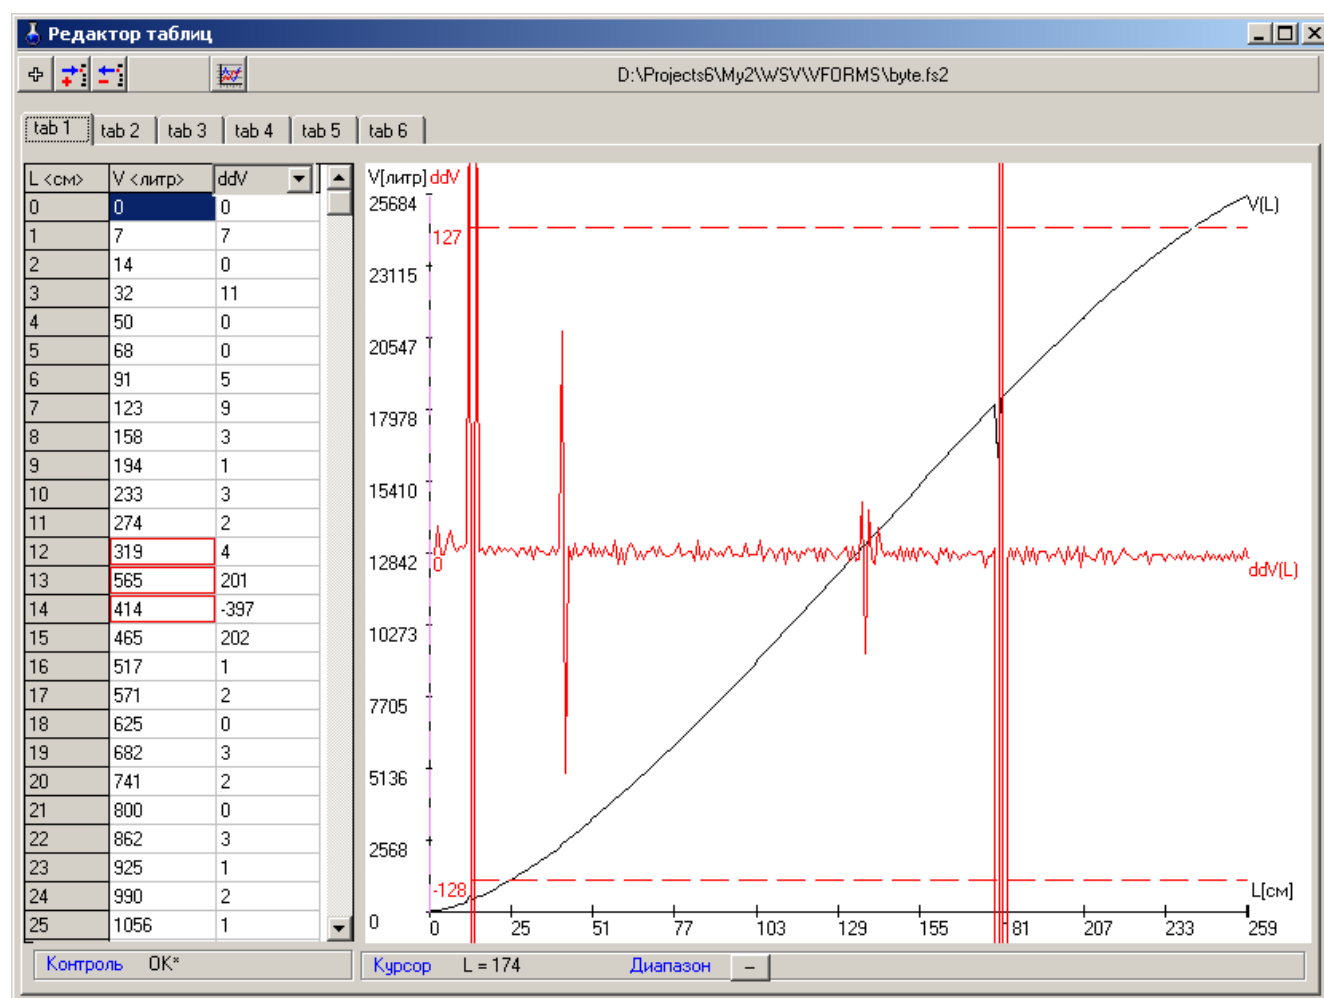 Редактор таблиц
D:\Projects6\My2\WSV\VFORMS\byte.fs2
tab 1 tab 2 tab 3 tab 4 tab 5 tab 6
L <см> V <литр> ddV
0 0 0
1 7 7
2 14 0
3 32 11
4 50 0
5 68 0
6 91 5
7 123 9
8 158 3
9 194 1
10 233 3
11 274 2
12 319 4
13 565 201
14 414 -397
15 465 202
16 517 1
17 571 2
18 625 0
19 682 3
20 741 2
21 800 0
22 862 3
23 925 1
24 990 2
25 1056 1
V[литр] ddV
25684
V(L)
127
23115
20547
17978
15410
12842
0
ddV(L)
10273
7705
5136
2568
-128
L[см]
0
0 25 51 77 103 129 155 81 207 233 259
Контроль OK*
Курсор L = 174 Диапазон –